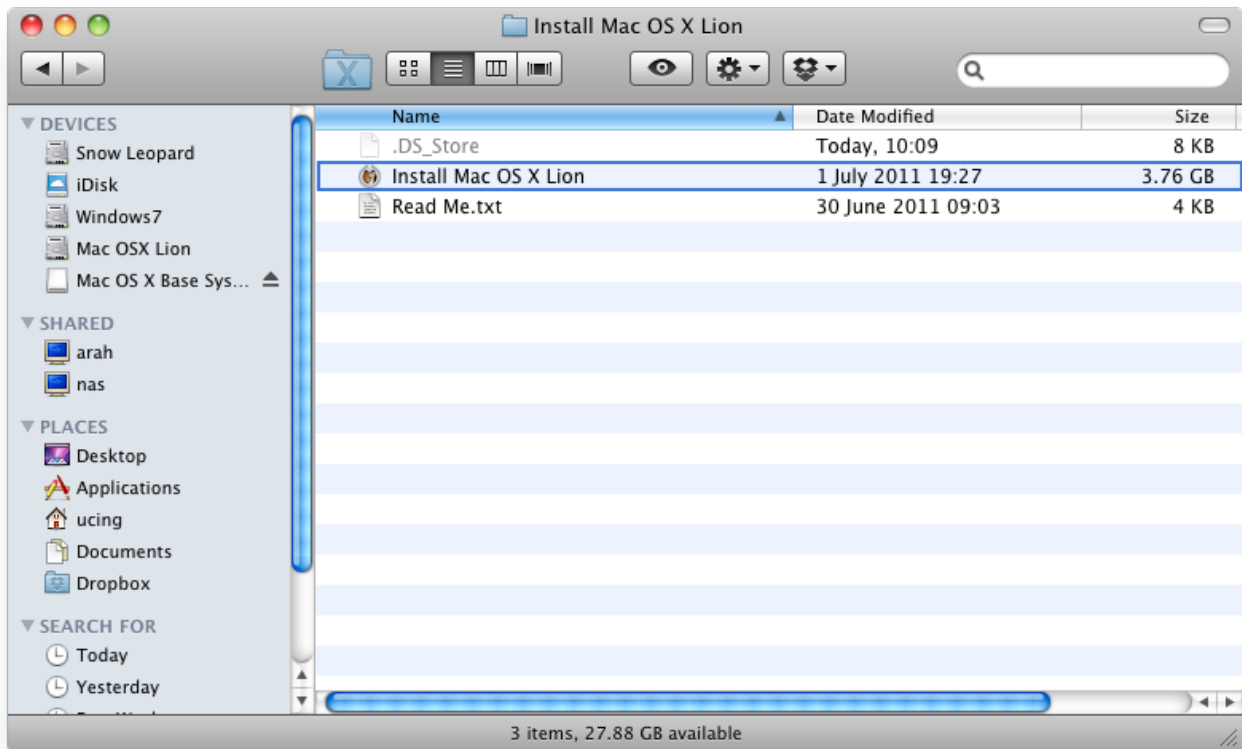 Install Mac OS X Lion
DEVICES
Snow Leopard
iDisk
Windows7
Mac OSX Lion
Mac OS X Base Sys...
SHARED
arah
nas
PLACES
Desktop
Applications
ucing
Documents
Dropbox
SEARCH FOR
Today
Yesterday
Name Date Modified Size
.DS_Store Today, 10:09 8 KB
Install Mac OS X Lion 1 July 2011 19:27 3.76 GB
Read Me.txt 30 June 2011 09:03 4 KB
3 items, 27.88 GB available